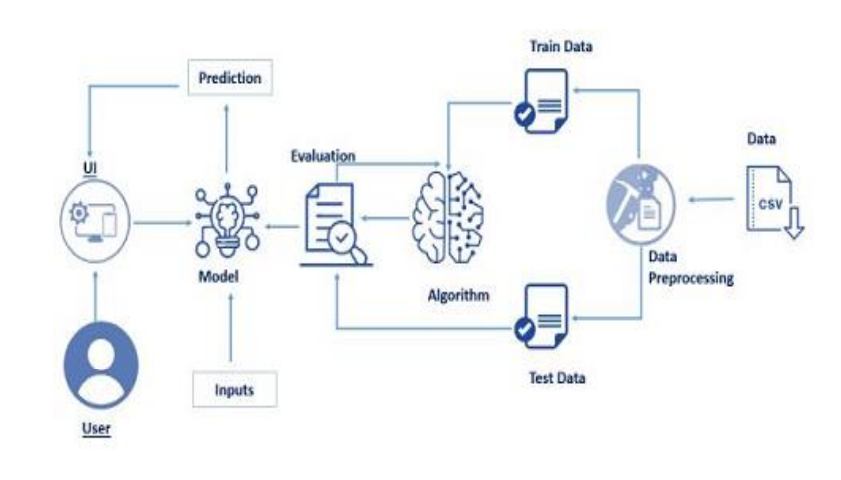 Train Data
Prediction
Data
Evaluation
UI
CSV
Data
Preprocessing
Model
Algorithm
Test Data
Inputs
User